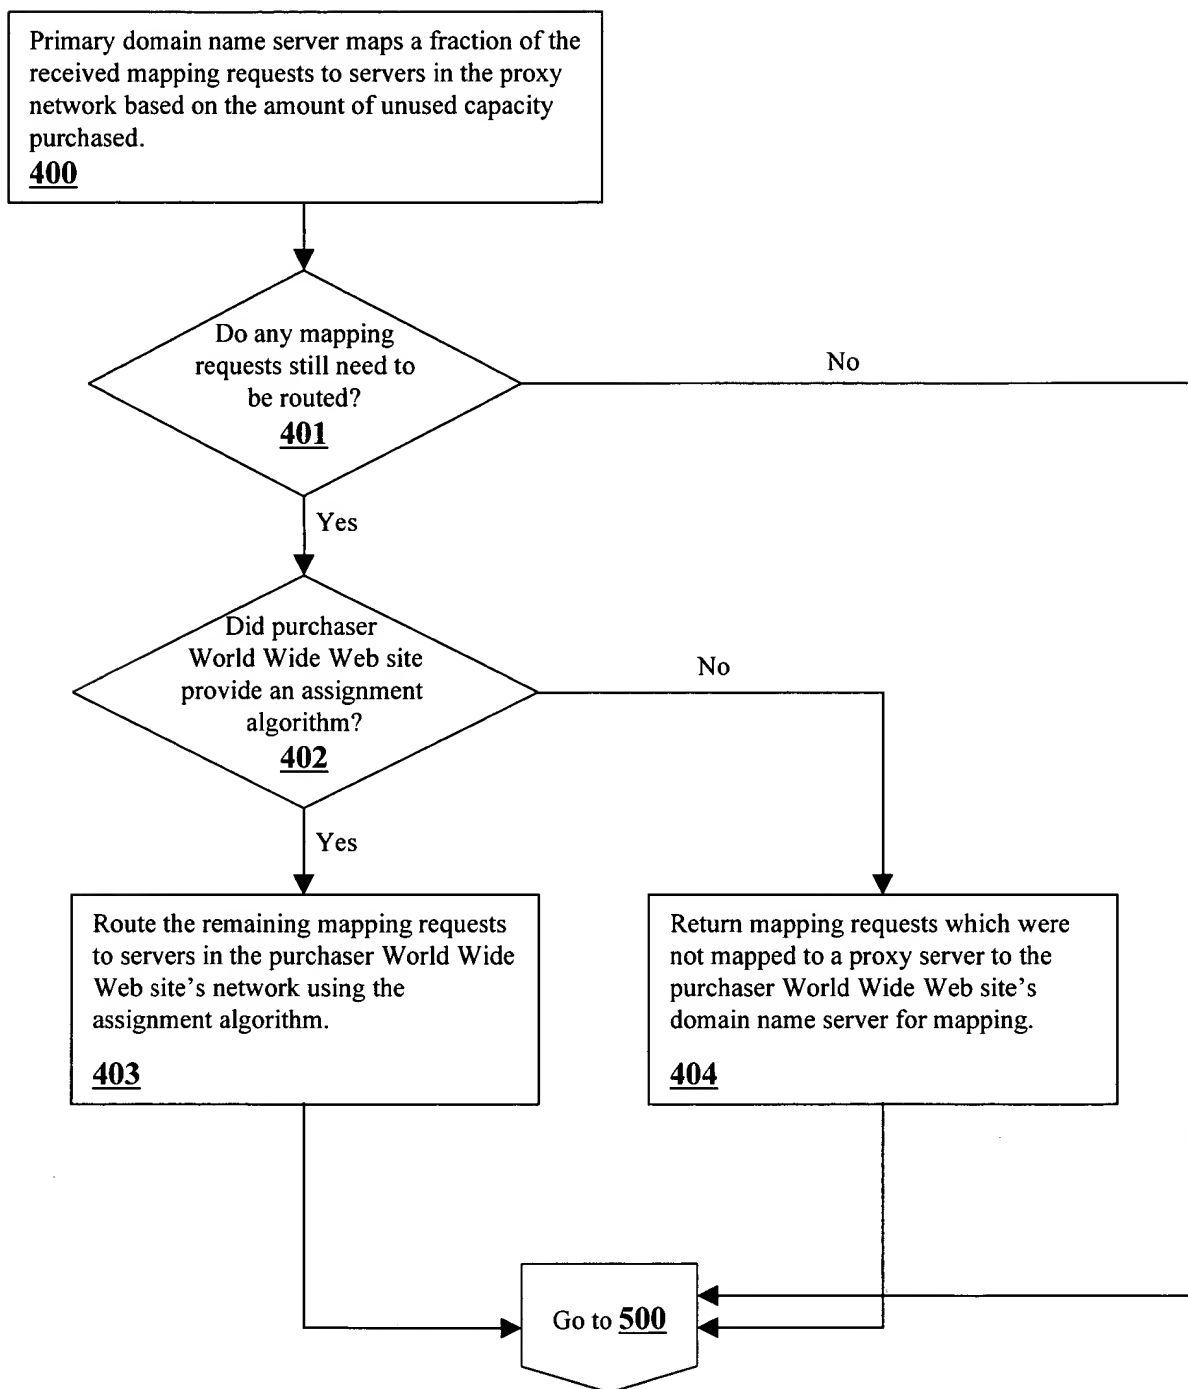 Primary domain name server maps a fraction of the
received mapping requests to servers in the proxy
network based on the amount of unused capacity
purchased.
400
Do any mapping
requests still need to
be routed?
401
No
Yes
Did purchaser
World Wide Web site
provide an assignment
algorithm?
402
No
Yes
Route the remaining mapping requests
to servers in the purchaser World Wide
Web site's network using the
assignment algorithm.
403
Return mapping requests which were
not mapped to a proxy server to the
purchaser World Wide Web site's
domain name server for mapping.
404
Go to 500